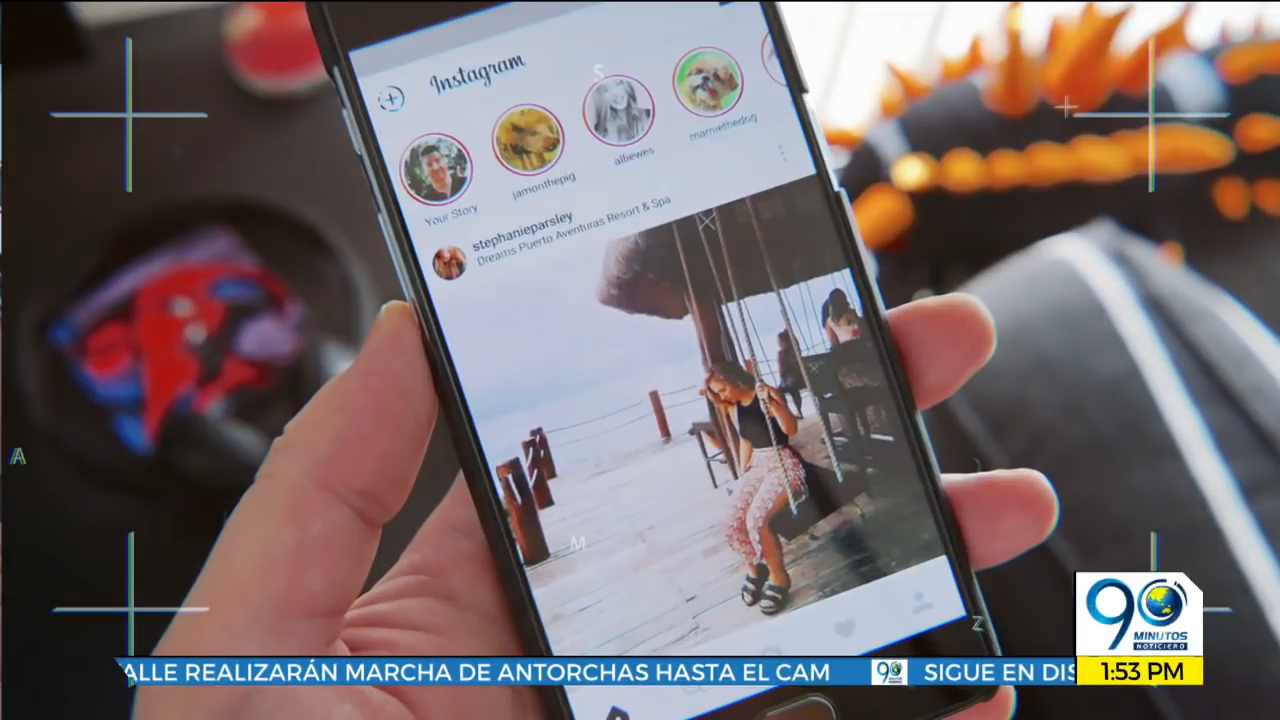 Instagram
Your Story
jamonthepig
alliewes
mamiethedog
stephanieparsley
Dreams Puerto Aventuras Resort & Spa
S
A
M
Z
90
MINUTOS
NOTICIERO
ALLE REALIZARÁN MARCHA DE ANTORCHAS HASTA EL CAM
90
SIGUE EN DIS
1:53 PM